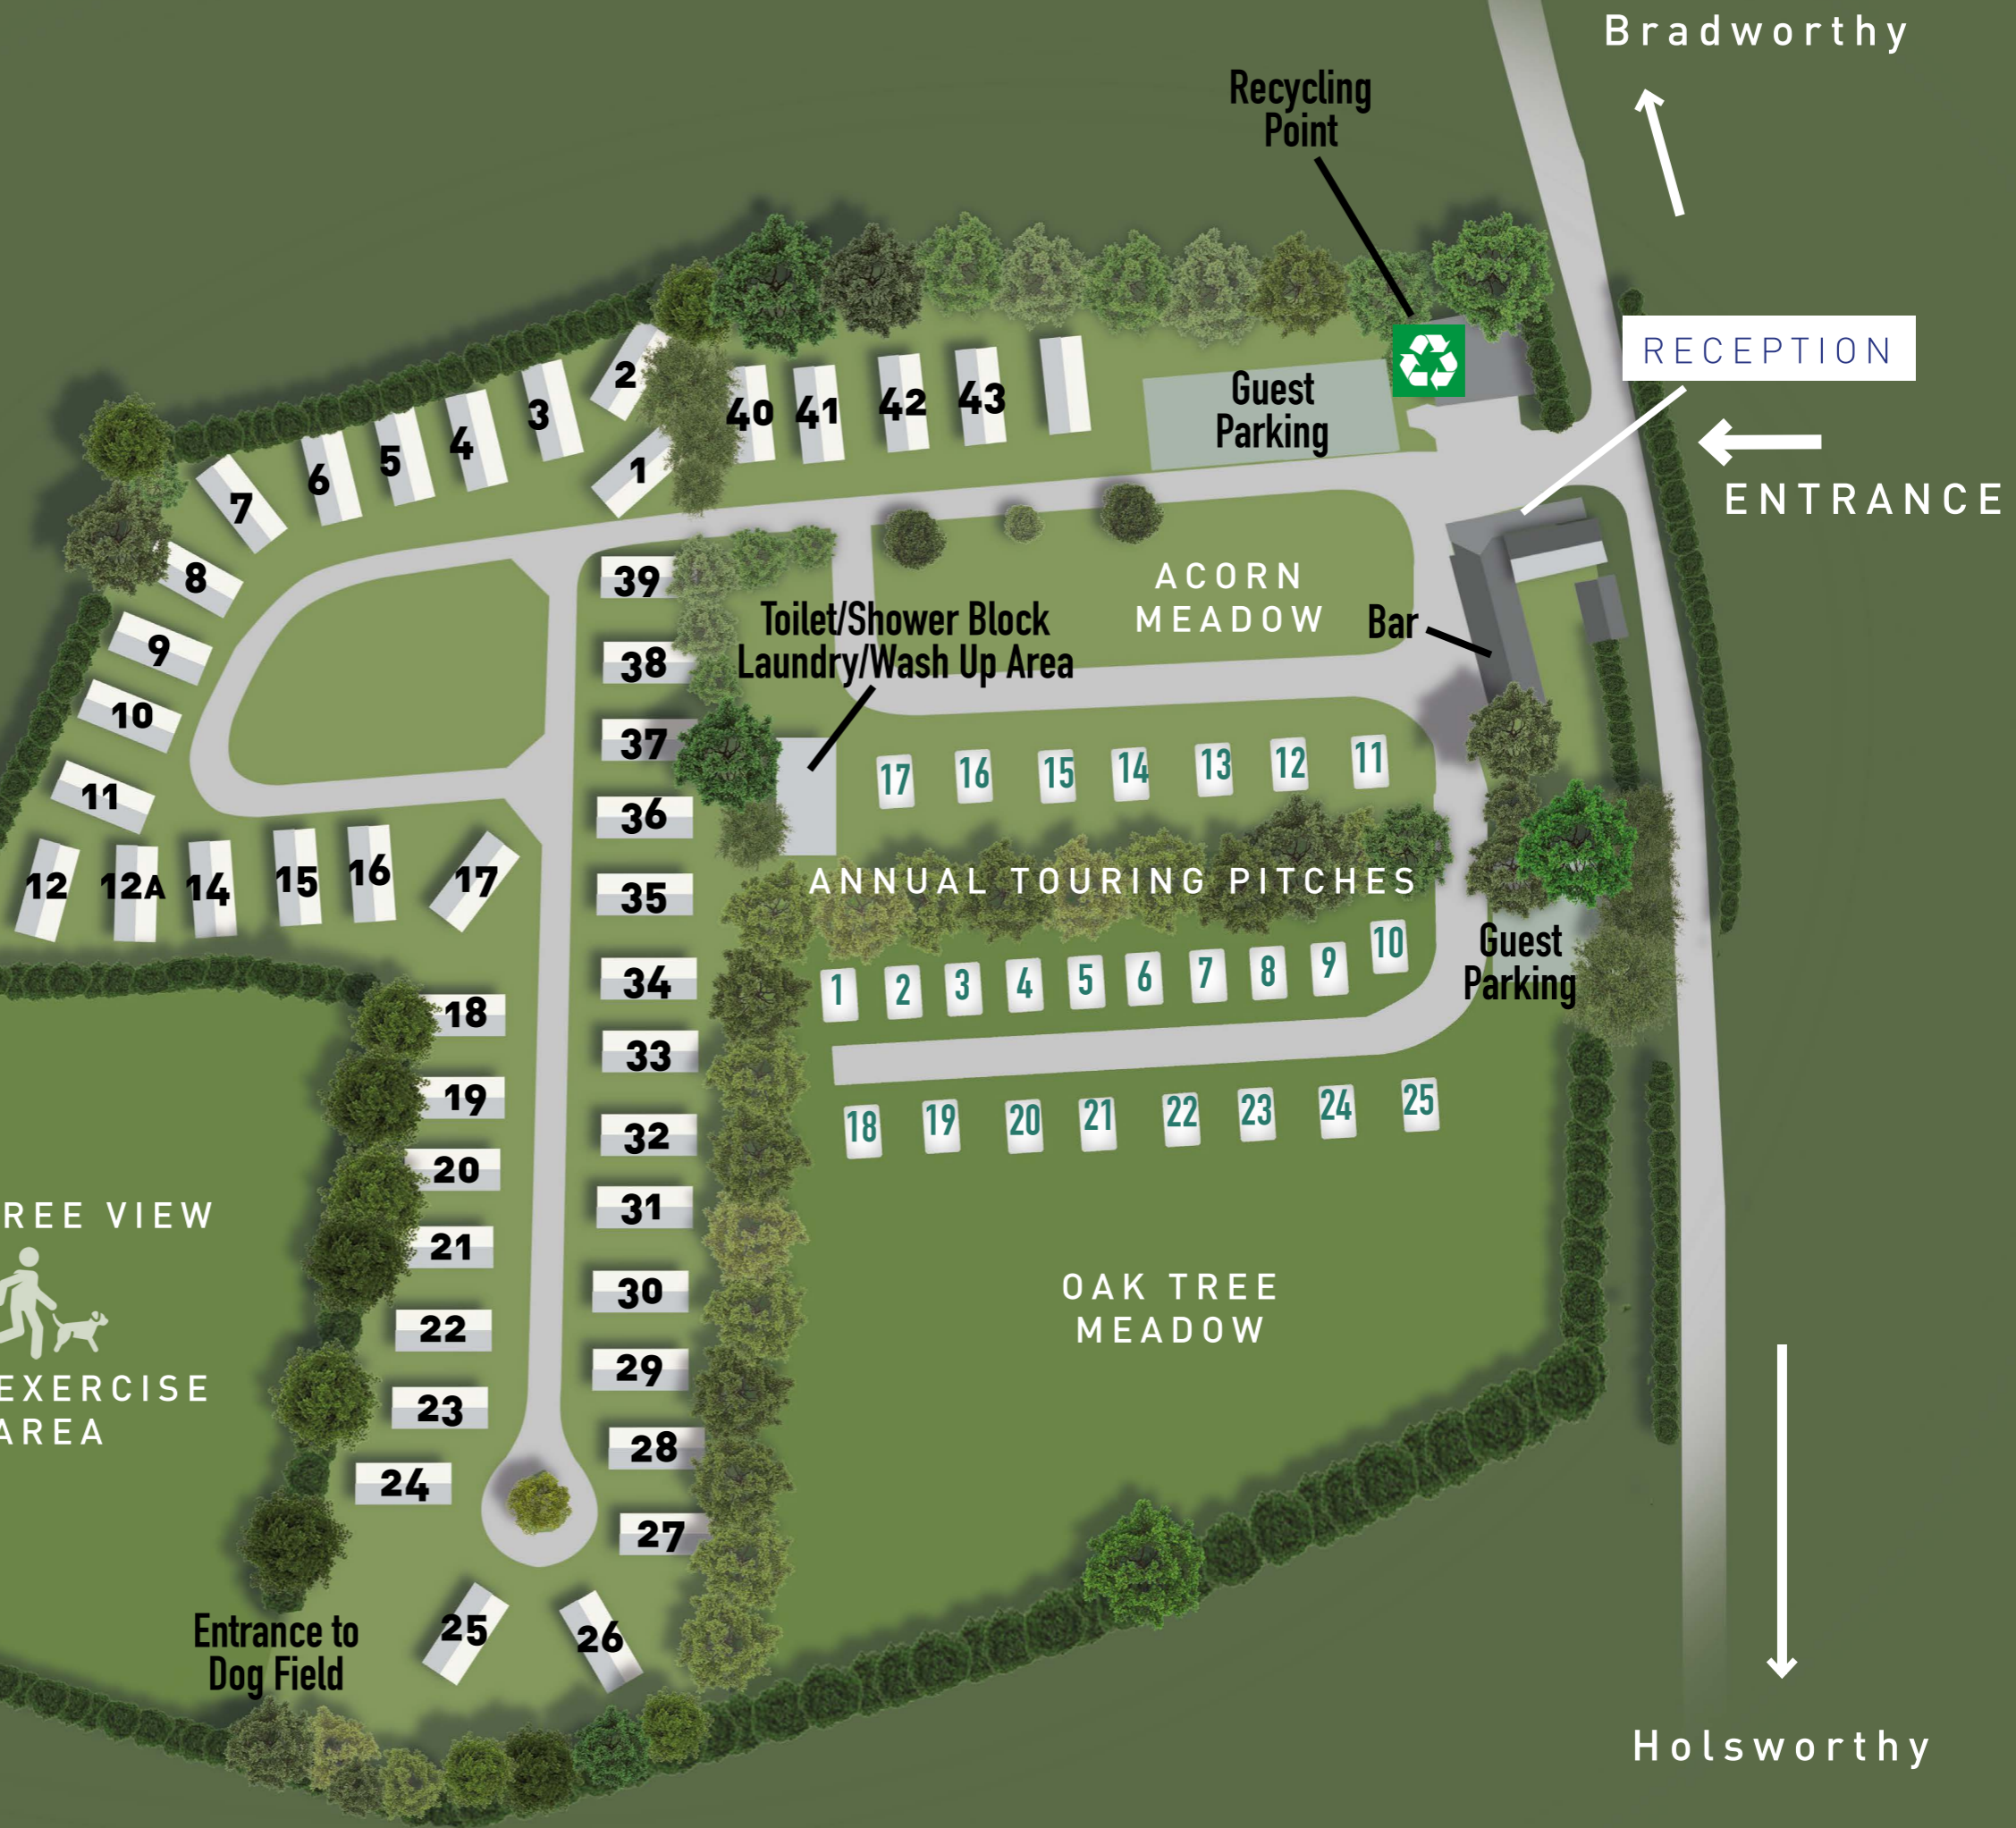 Bradworthy
Recycling
Point
RECEPTION
ENTRANCE
Guest
Parking
2
1
40
41
42
43
3
4
5
6
7
8
9
10
11
12
12A
14
15
16
17
39
38
37
36
35
34
33
32
31
30
29
28
27
26
25
24
23
22
21
20
19
18
ACORN
MEADOW
Bar
Toilet/Shower Block
Laundry/Wash Up Area
17
16
15
14
13
12
11
ANNUAL TOURING PITCHES
1
2
3
4
5
6
7
8
9
10
Guest
Parking
18
19
20
21
22
23
24
25
OAK TREE
MEADOW
REE VIEW
EXERCISE
AREA
Entrance to
Dog Field
Holsworthy